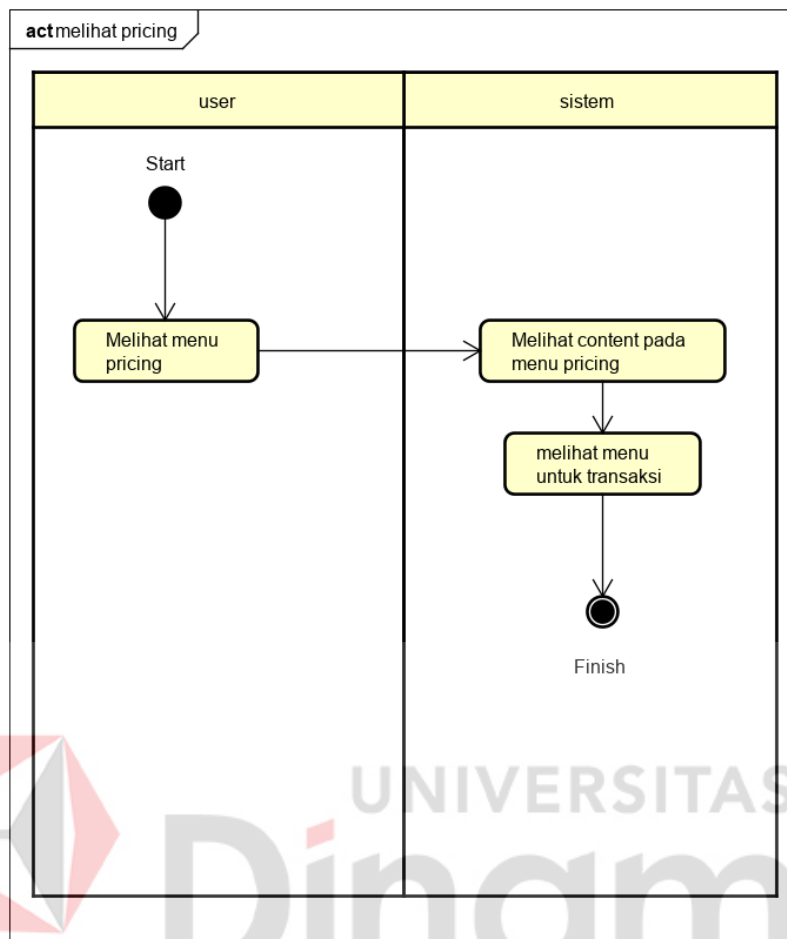 act melihat pricing
user
sistem
Start
Melihat menu
pricing
Melihat content pada
menu pricing
melihat menu
untuk transaksi
Finish
UNIVERSITAS
Dinam